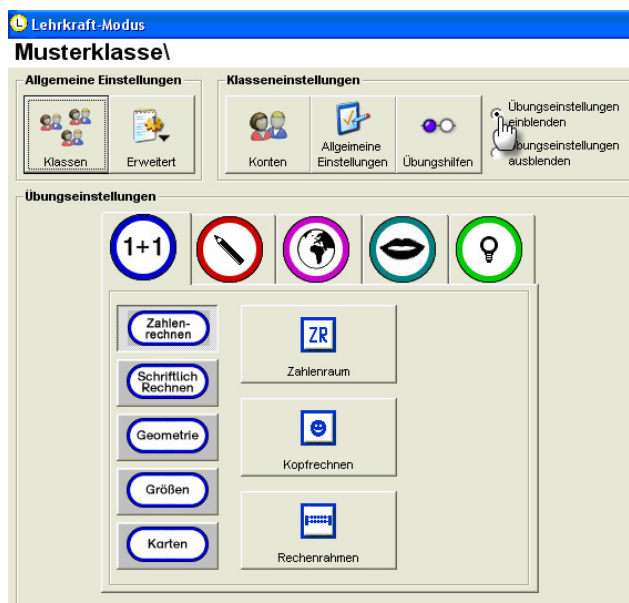 L Lehrkraft-Modus
Musterklasse\
Allgemeine Einstellungen
Klasseneinstellungen
Klassen
Erweitert
Konten
Allgemeine
Einstellungen
Übungshilfen
Übungseinstellungen
einblenden
Übungseinstellungen
ausblenden
Übungseinstellungen
1+1
Zahlen-
rechnen
Schriftlich
Rechnen
Geometrie
Größen
Karten
ZR
Zahlenraum
Kopfrechnen
Rechenrahmen